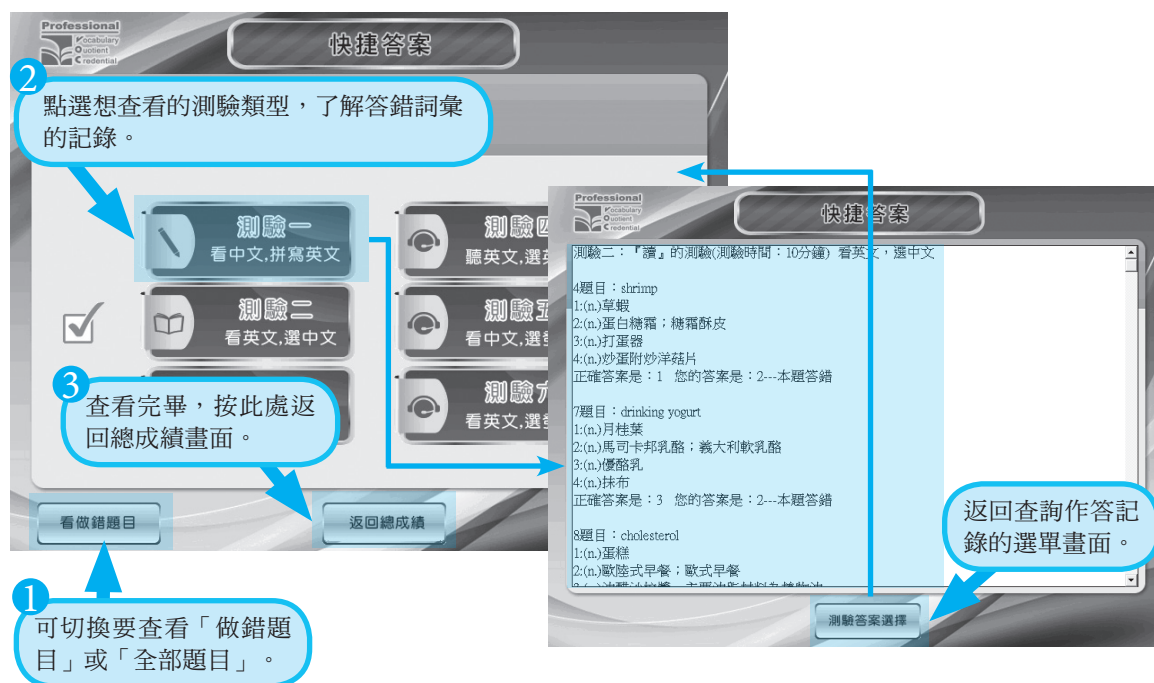 Professional
Vocabulary
Quotient
Credential
快捷答案
2
點選想查看的測驗類型，了解答錯詞彙
的記錄。
測驗一
看中文,拼寫英文
測驗二
看英文,選中文
測驗四
聽英文,選
測驗五
看中文,選
測驗六
看英文,選
3
查看完畢，按此處返
回總成績畫面。
看做錯題目
返回總成績
1
可切換要查看「做錯題
目」或「全部題目」。
Professional
Vocabulary
Quotient
Credential
快捷答案
測驗二：『讀』的測驗(測驗時間：10分鐘) 看英文，選中文
4題目：shrimp
1:(n.)草蝦
2:(n.)蛋白糖霜；糖霜酥皮
3:(n.)打蛋器
4:(n.)炒蛋附炒洋菇片
正確答案是：1 您的答案是：2---本題答錯
7題目：drinking yogurt
1:(n.)月桂葉
2:(n.)馬司卡邦乳酪；義大利軟乳酪
3:(n.)優酪乳
4:(n.)抹布
正確答案是：3 您的答案是：2---本題答錯
8題目：cholesterol
1:(n.)蛋糕
2:(n.)歐陸式早餐；歐式早餐
返回查詢作答記
錄的選單畫面。
測驗答案選擇